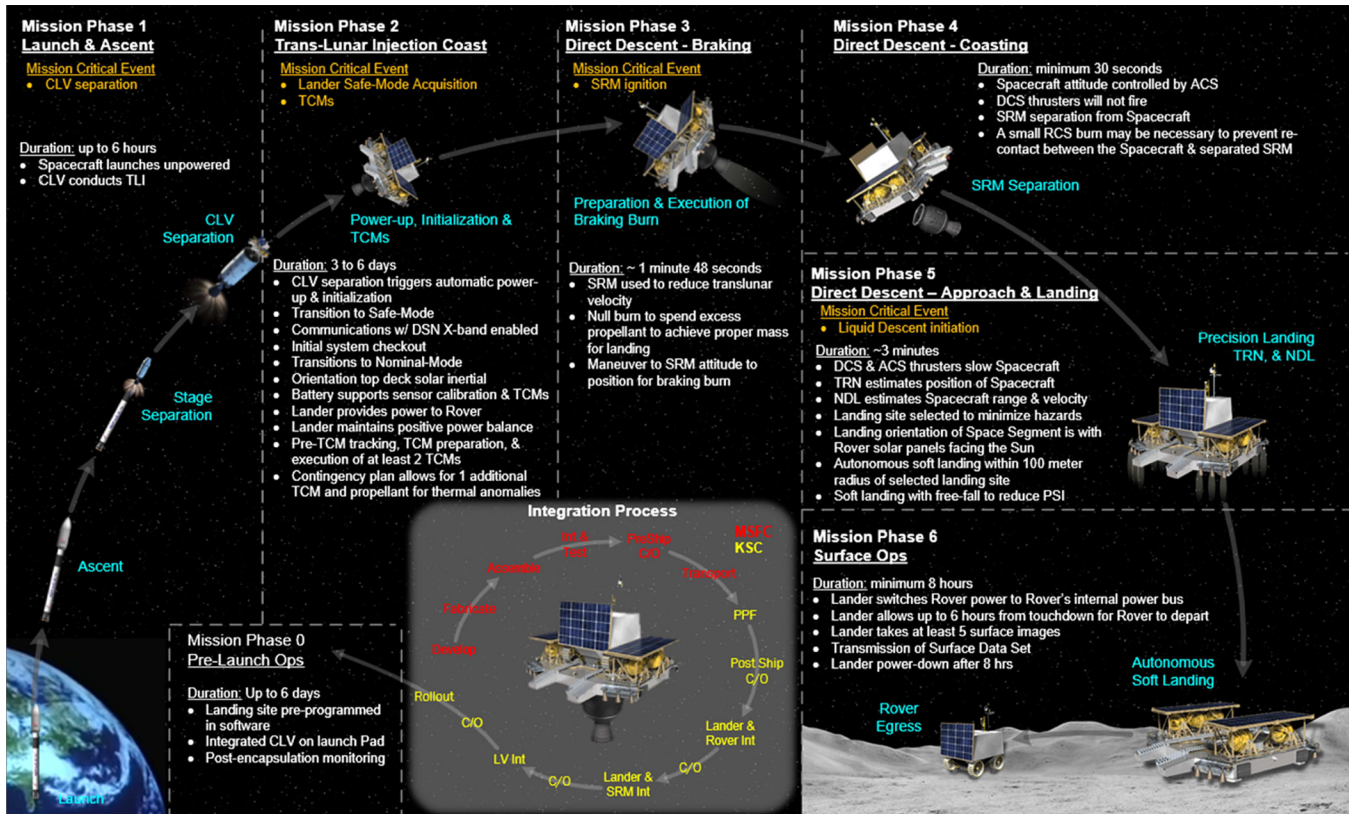 Mission Phase 1
Launch & Ascent
Mission Critical Event
• CLV separation
Duration: up to 6 hours
• Spacecraft launches unpowered
• CLV conducts TLI
CLV
Separation
Stage
Separation
Ascent
Launch
Mission Phase 2
Trans-Lunar Injection Coast
Mission Critical Event
• Lander Safe-Mode Acquisition
• TCMs
Power-up, Initialization &
TCMs
Duration: 3 to 6 days
• CLV separation triggers automatic power-
up & initialization
• Transition to Safe-Mode
• Communications w/ DSN X-band enabled
• Initial system checkout
• Transitions to Nominal-Mode
• Orientation top deck solar inertial
• Battery supports sensor calibration & TCMs
• Lander provides power to Rover
• Lander maintains positive power balance
• Pre-TCM tracking, TCM preparation, &
execution of at least 2 TCMs
• Contingency plan allows for 1 additional
TCM and propellant for thermal anomalies
Mission Phase 3
Direct Descent - Braking
Mission Critical Event
• SRM ignition
Preparation & Execution of
Braking Burn
Duration: ~ 1 minute 48 seconds
• SRM used to reduce translunar
velocity
• Null burn to spend excess
propellant to achieve proper mass
for landing
• Maneuver to SRM attitude to
position for braking burn
Mission Phase 4
Direct Descent - Coasting
Duration: minimum 30 seconds
• Spacecraft attitude controlled by ACS
• DCS thrusters will not fire
• SRM separation from Spacecraft
• A small RCS burn may be necessary to prevent re-
contact between the Spacecraft & separated SRM
SRM Separation
Mission Phase 5
Direct Descent – Approach & Landing
Mission Critical Event
• Liquid Descent initiation
Duration: ~3 minutes
• DCS & ACS thrusters slow Spacecraft
• TRN estimates position of Spacecraft
• NDL estimates Spacecraft range & velocity
• Landing site selected to minimize hazards
• Landing orientation of Space Segment is with
Rover solar panels facing the Sun
• Autonomous soft landing within 100 meter
radius of selected landing site
• Soft landing with free-fall to reduce PSI
Precision Landing
TRN, & NDL
Mission Phase 6
Surface Ops
Duration: minimum 8 hours
• Lander switches Rover power to Rover's internal power bus
• Lander allows up to 6 hours from touchdown for Rover to depart
• Lander takes at least 5 surface images
• Transmission of Surface Data Set
• Lander power-down after 8 hrs
Autonomous
Soft Landing
Rover
Egress
Mission Phase 0
Pre-Launch Ops
Duration: Up to 6 days
• Landing site pre-programmed
in software
• Integrated CLV on launch Pad
• Post-encapsulation monitoring
Integration Process
MSFC
KSC
Develop
Fabricate
Assemble
Int &
Test
PreShip
C/O
Transport
PPF
Post Ship
C/O
Lander &
Rover Int
C/O
Lander &
SRM Int
C/O
LV Int
C/O
Rollout